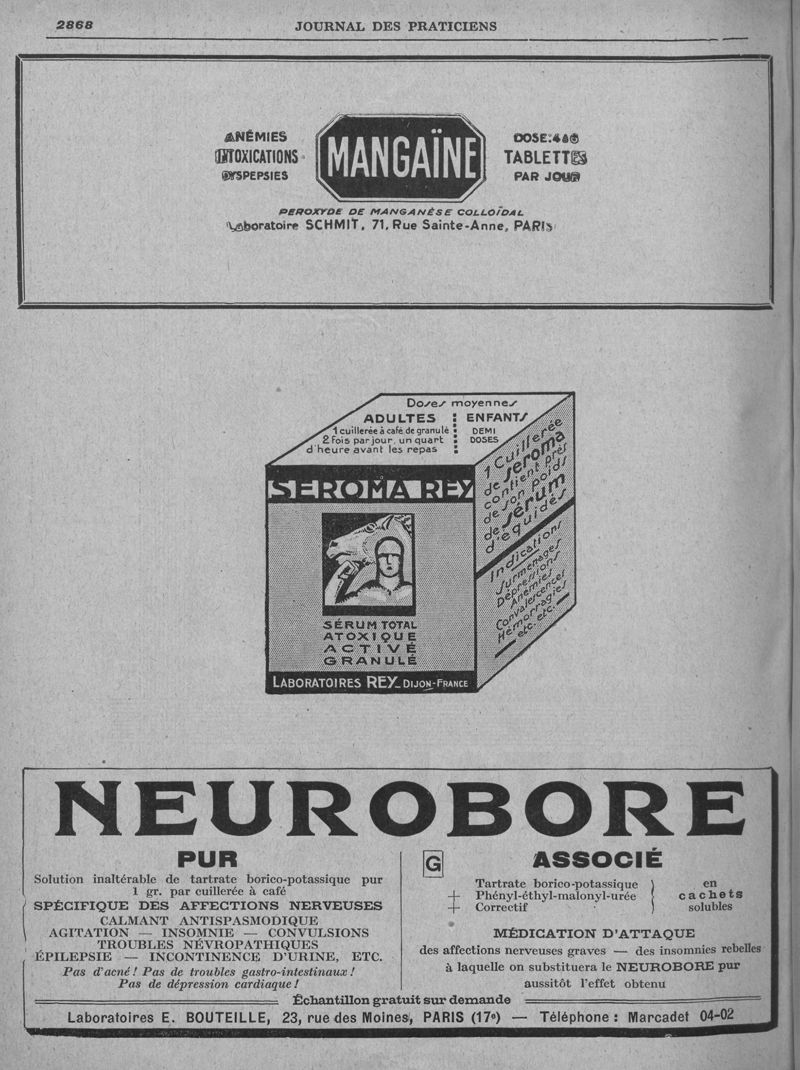 2868
JOURNAL DES PRATICIENS
ANÉMIES
INTOXICATIONS
DYSPEPSIES
MANGAÏNE
DOSE: 4 à 6
TABLETTES
PAR JOUR
PEROXYDE DE MANGANÈSE COLLOÏDAL
Laboratoire SCHMIT, 71, Rue Sainte-Anne, PARIS
Doses moyennes
ADULTES
1 cuillerée à café de granulé
2 fois par jour, un quart
d'heure avant les repas
ENFANTS
DEMI
DOSES
SEROMA REY
SÉRUM TOTAL
ATOXIQUE
ACTIVÉ
GRANULÉ
LABORATOIRES REY_DIJON-FRANCE
1 Cuillerée
de seroma
contient près
de son poids
de sérum
d'équidés
Indications
Surménages
Dépressions
Anémies
Convalescences
Hémorragies
etc. etc.
NEUROBORE
PUR
Solution inaltérable de tartrate borico-potassique pur
1 gr. par cuillerée à café
SPÉCIFIQUE DES AFFECTIONS NERVEUSES
CALMANT ANTISPASMODIQUE
AGITATION — INSOMNIE — CONVULSIONS
TROUBLES NÉVROPATHIQUES
ÉPILEPSIE — INCONTINENCE D'URINE, ETC.
Pas d'acné! Pas de troubles gastro-intestinaux!
Pas de dépression cardiaque!
G
ASSOCIÉ
Tartrate borico-potassique
+ Phényl-éthyl-malonyl-urée
+ Correctif
en
cachets
solubles
MÉDICATION D'ATTAQUE
des affections nerveuses graves — des insomnies rebelles
à laquelle on substituera le NEUROBORE pur
aussitôt l'effet obtenu
Échantillon gratuit sur demande
Laboratoires E. BOUTEILLE, 23, rue des Moines, PARIS (17e) — Téléphone: Marcadet 04-02